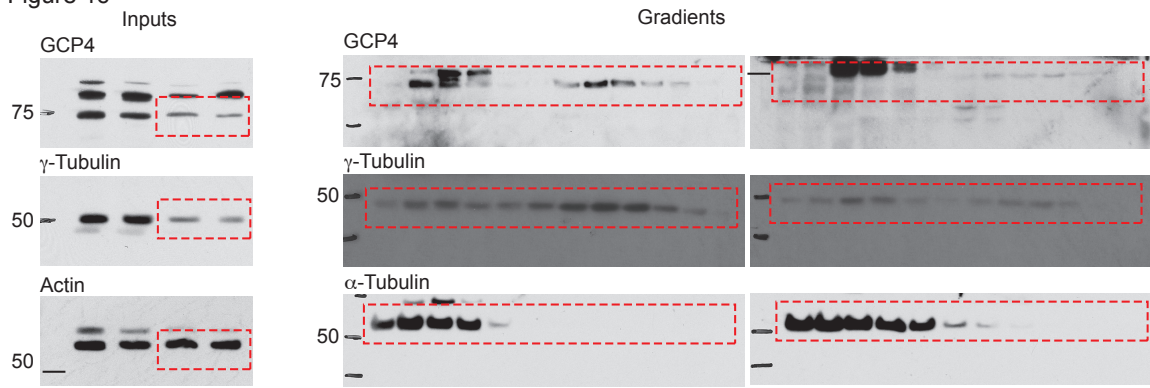 Inputs
Gradients
GCP4
75
γ-Tubulin
50
Actin
50
GCP4
75
γ-Tubulin
50
α-Tubulin
50